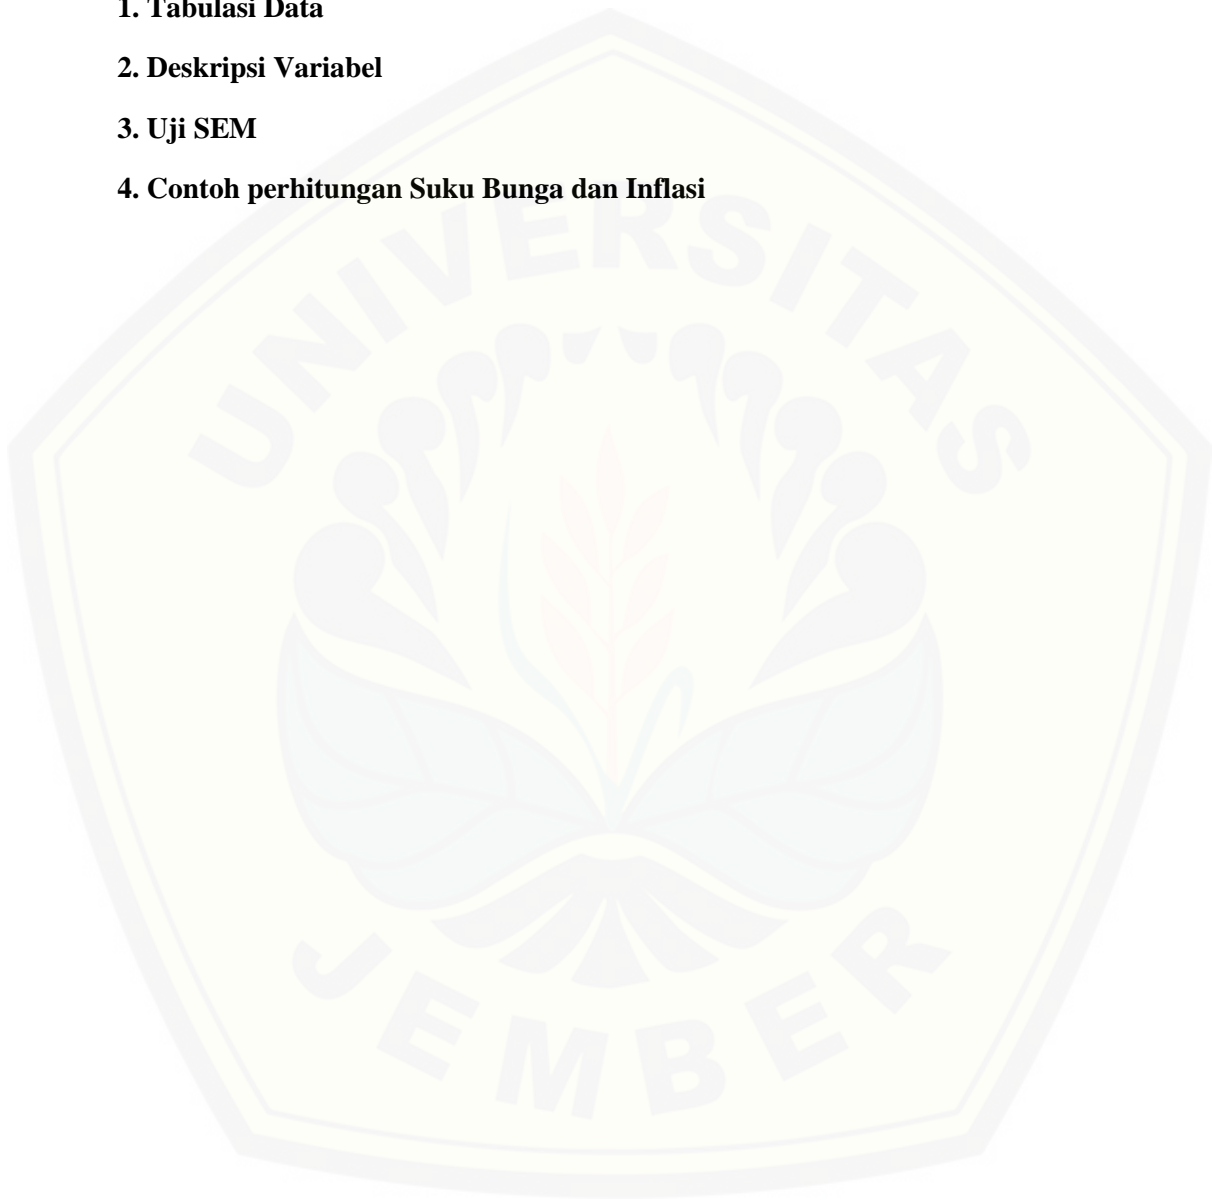 1. Tabulasi Data
2. Deskripsi Variabel
3. Uji SEM
4. Contoh perhitungan Suku Bunga dan Inflasi
UNIVERSITAS
JEMBER